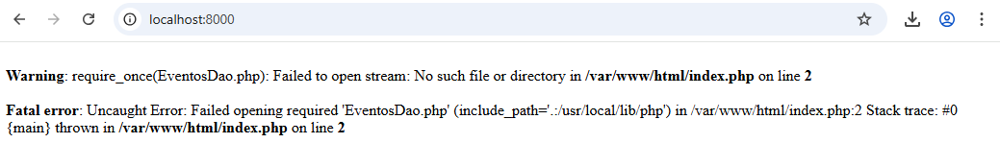 localhost:8000
Warning: require_once(EventosDao.php): Failed to open stream: No such file or directory in /var/www/html/index.php on line 2
Fatal error: Uncaught Error: Failed opening required 'EventosDao.php' (include_path='.:/usr/local/lib/php') in /var/www/html/index.php:2 Stack trace: #0
{main} thrown in /var/www/html/index.php on line 2